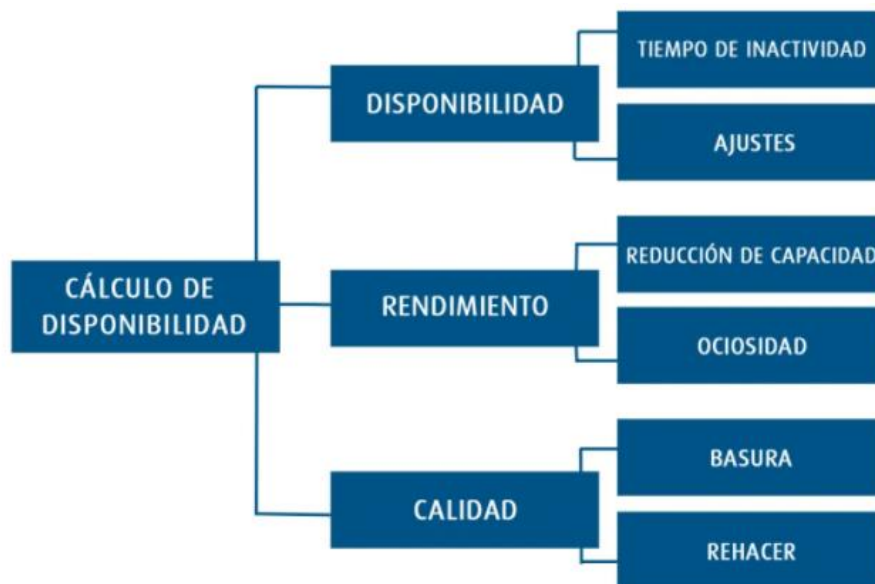 CÁLCULO DE
DISPONIBILIDAD
DISPONIBILIDAD
TIEMPO DE INACTIVIDAD
AJUSTES
RENDIMIENTO
REDUCCIÓN DE CAPACIDAD
OCIOSIDAD
CALIDAD
BASURA
REHACER